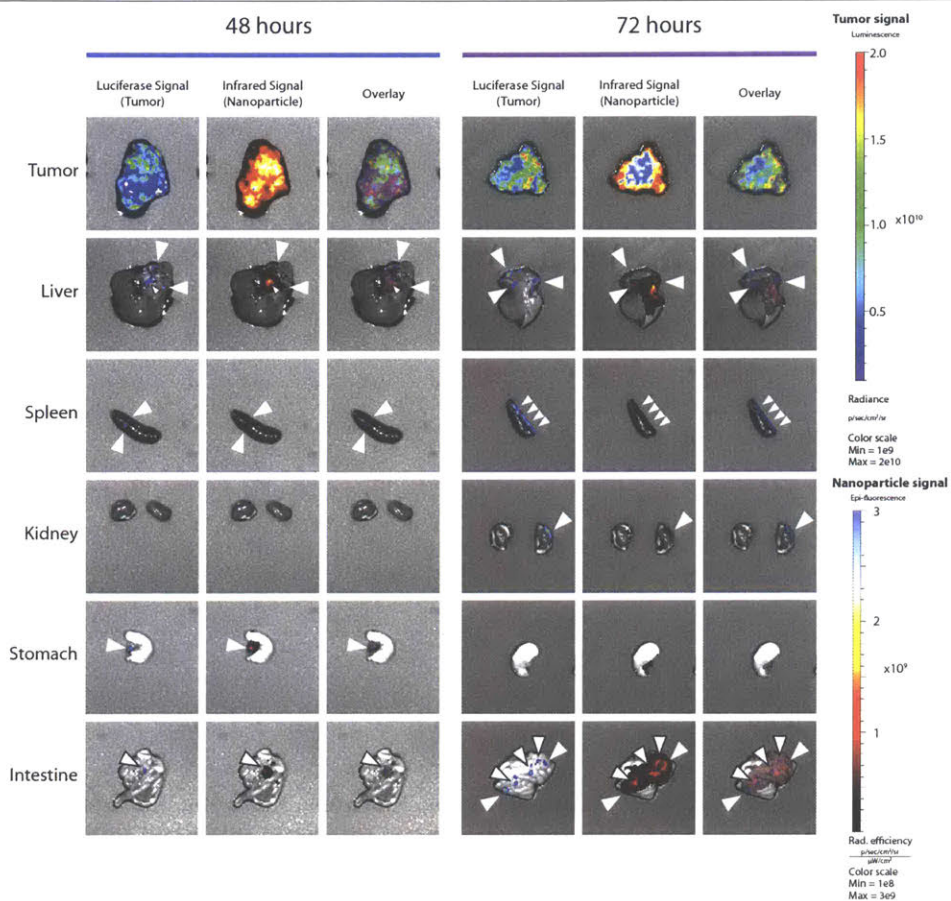 48 hours
72 hours
Luciferase Signal
(Tumor)
Infrared Signal
(Nanoparticle)
Overlay
Luciferase Signal
(Tumor)
Infrared Signal
(Nanoparticle)
Overlay
Tumor
Liver
Spleen
Kidney
Stomach
Intestine
Tumor signal
Luminescence
2.0
1.5
1.0
x10¹⁰
0.5
Radiance
p/sec/cm²/sr
Color scale
Min = 1e9
Max = 2e10
Nanoparticle signal
Epi-fluorescence
3
2
x10⁹
1
Rad. efficiency
p/sec/cm²/sr
µW/cm²
Color scale
Min = 1e8
Max = 3e9